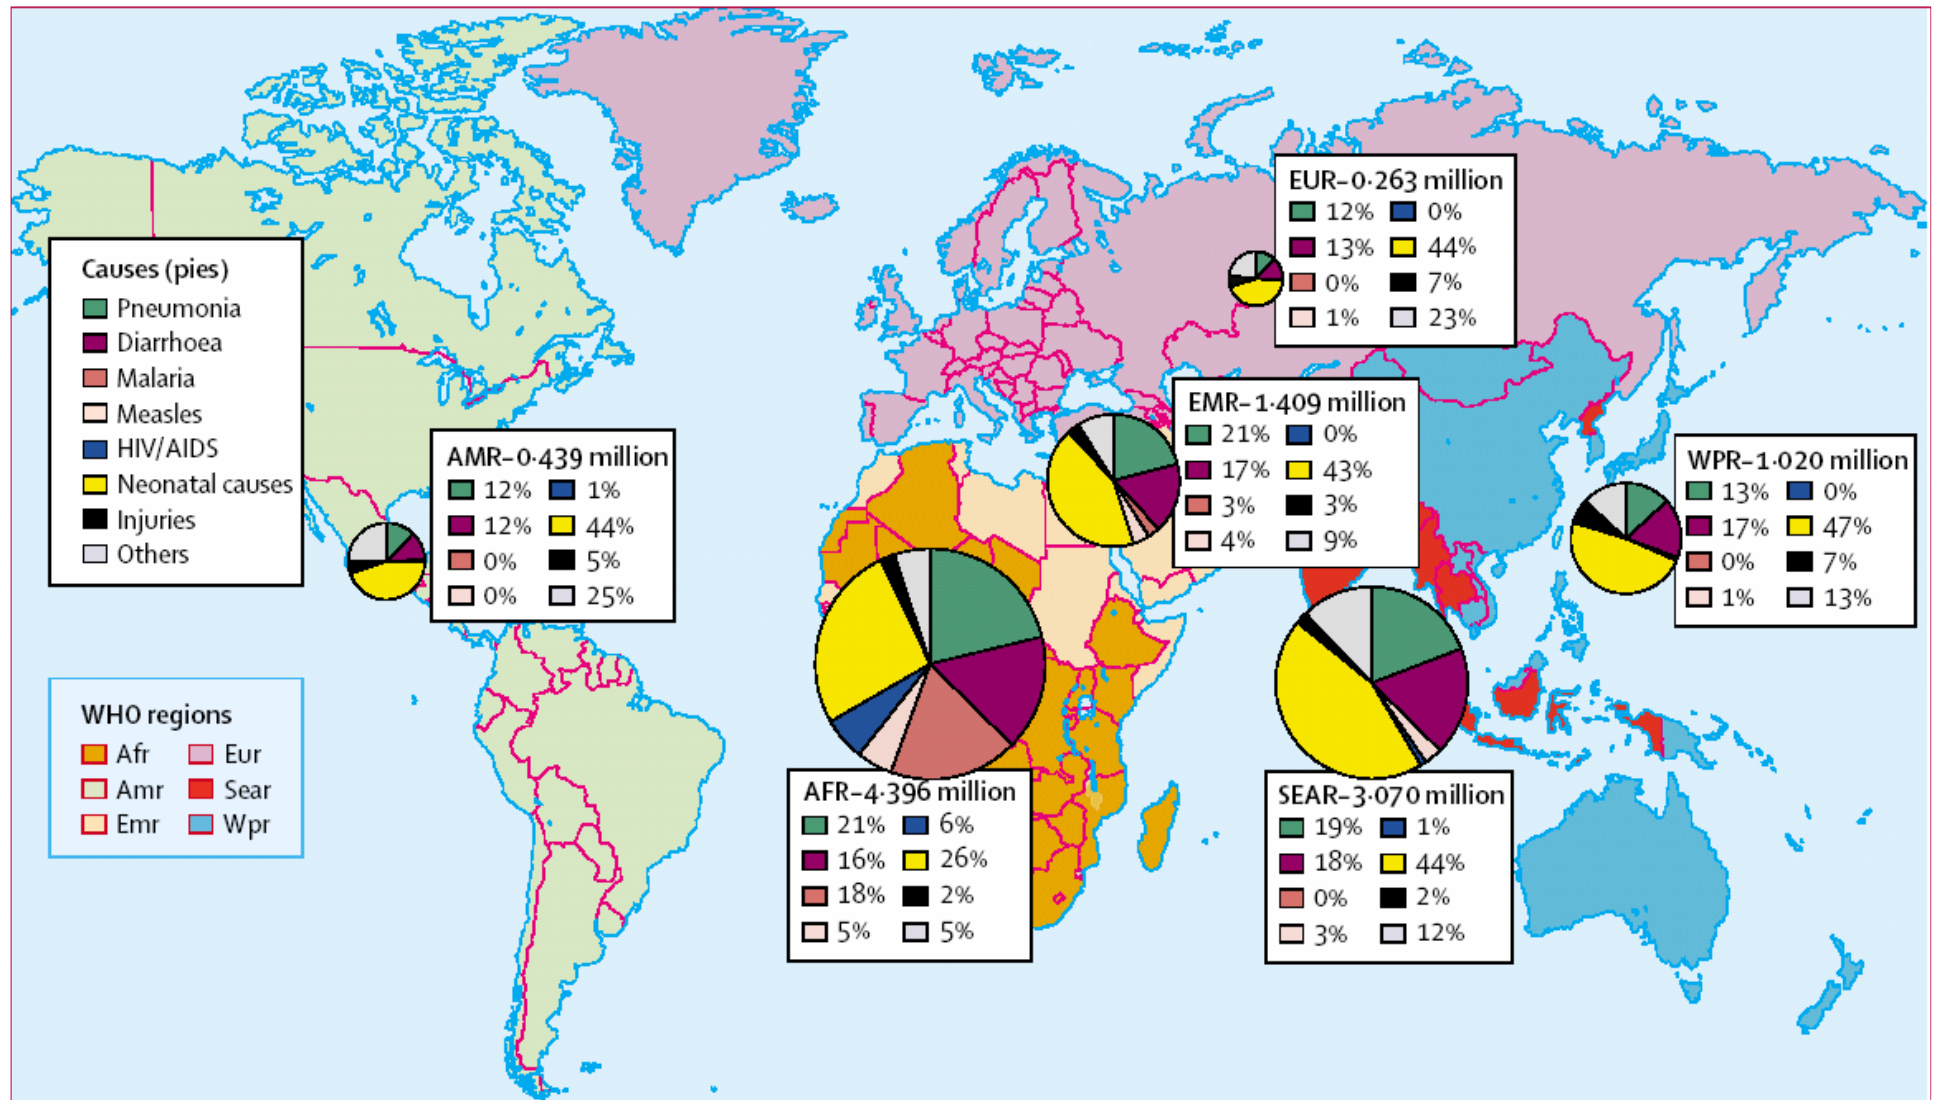 EUR–0·263 million
12% 0%
13% 44%
0% 7%
1% 23%
Causes (pies)
Pneumonia
Diarrhoea
Malaria
Measles
HIV/AIDS
Neonatal causes
Injuries
Others
EMR–1·409 million
21% 0%
17% 43%
3% 3%
4% 9%
AMR–0·439 million
12% 1%
12% 44%
0% 5%
0% 25%
WPR–1·020 million
13% 0%
17% 47%
0% 7%
1% 13%
WHO regions
Afr Eur
Amr Sear
Emr Wpr
AFR–4·396 million
21% 6%
16% 26%
18% 2%
5% 5%
SEAR–3·070 million
19% 1%
18% 44%
0% 2%
3% 12%